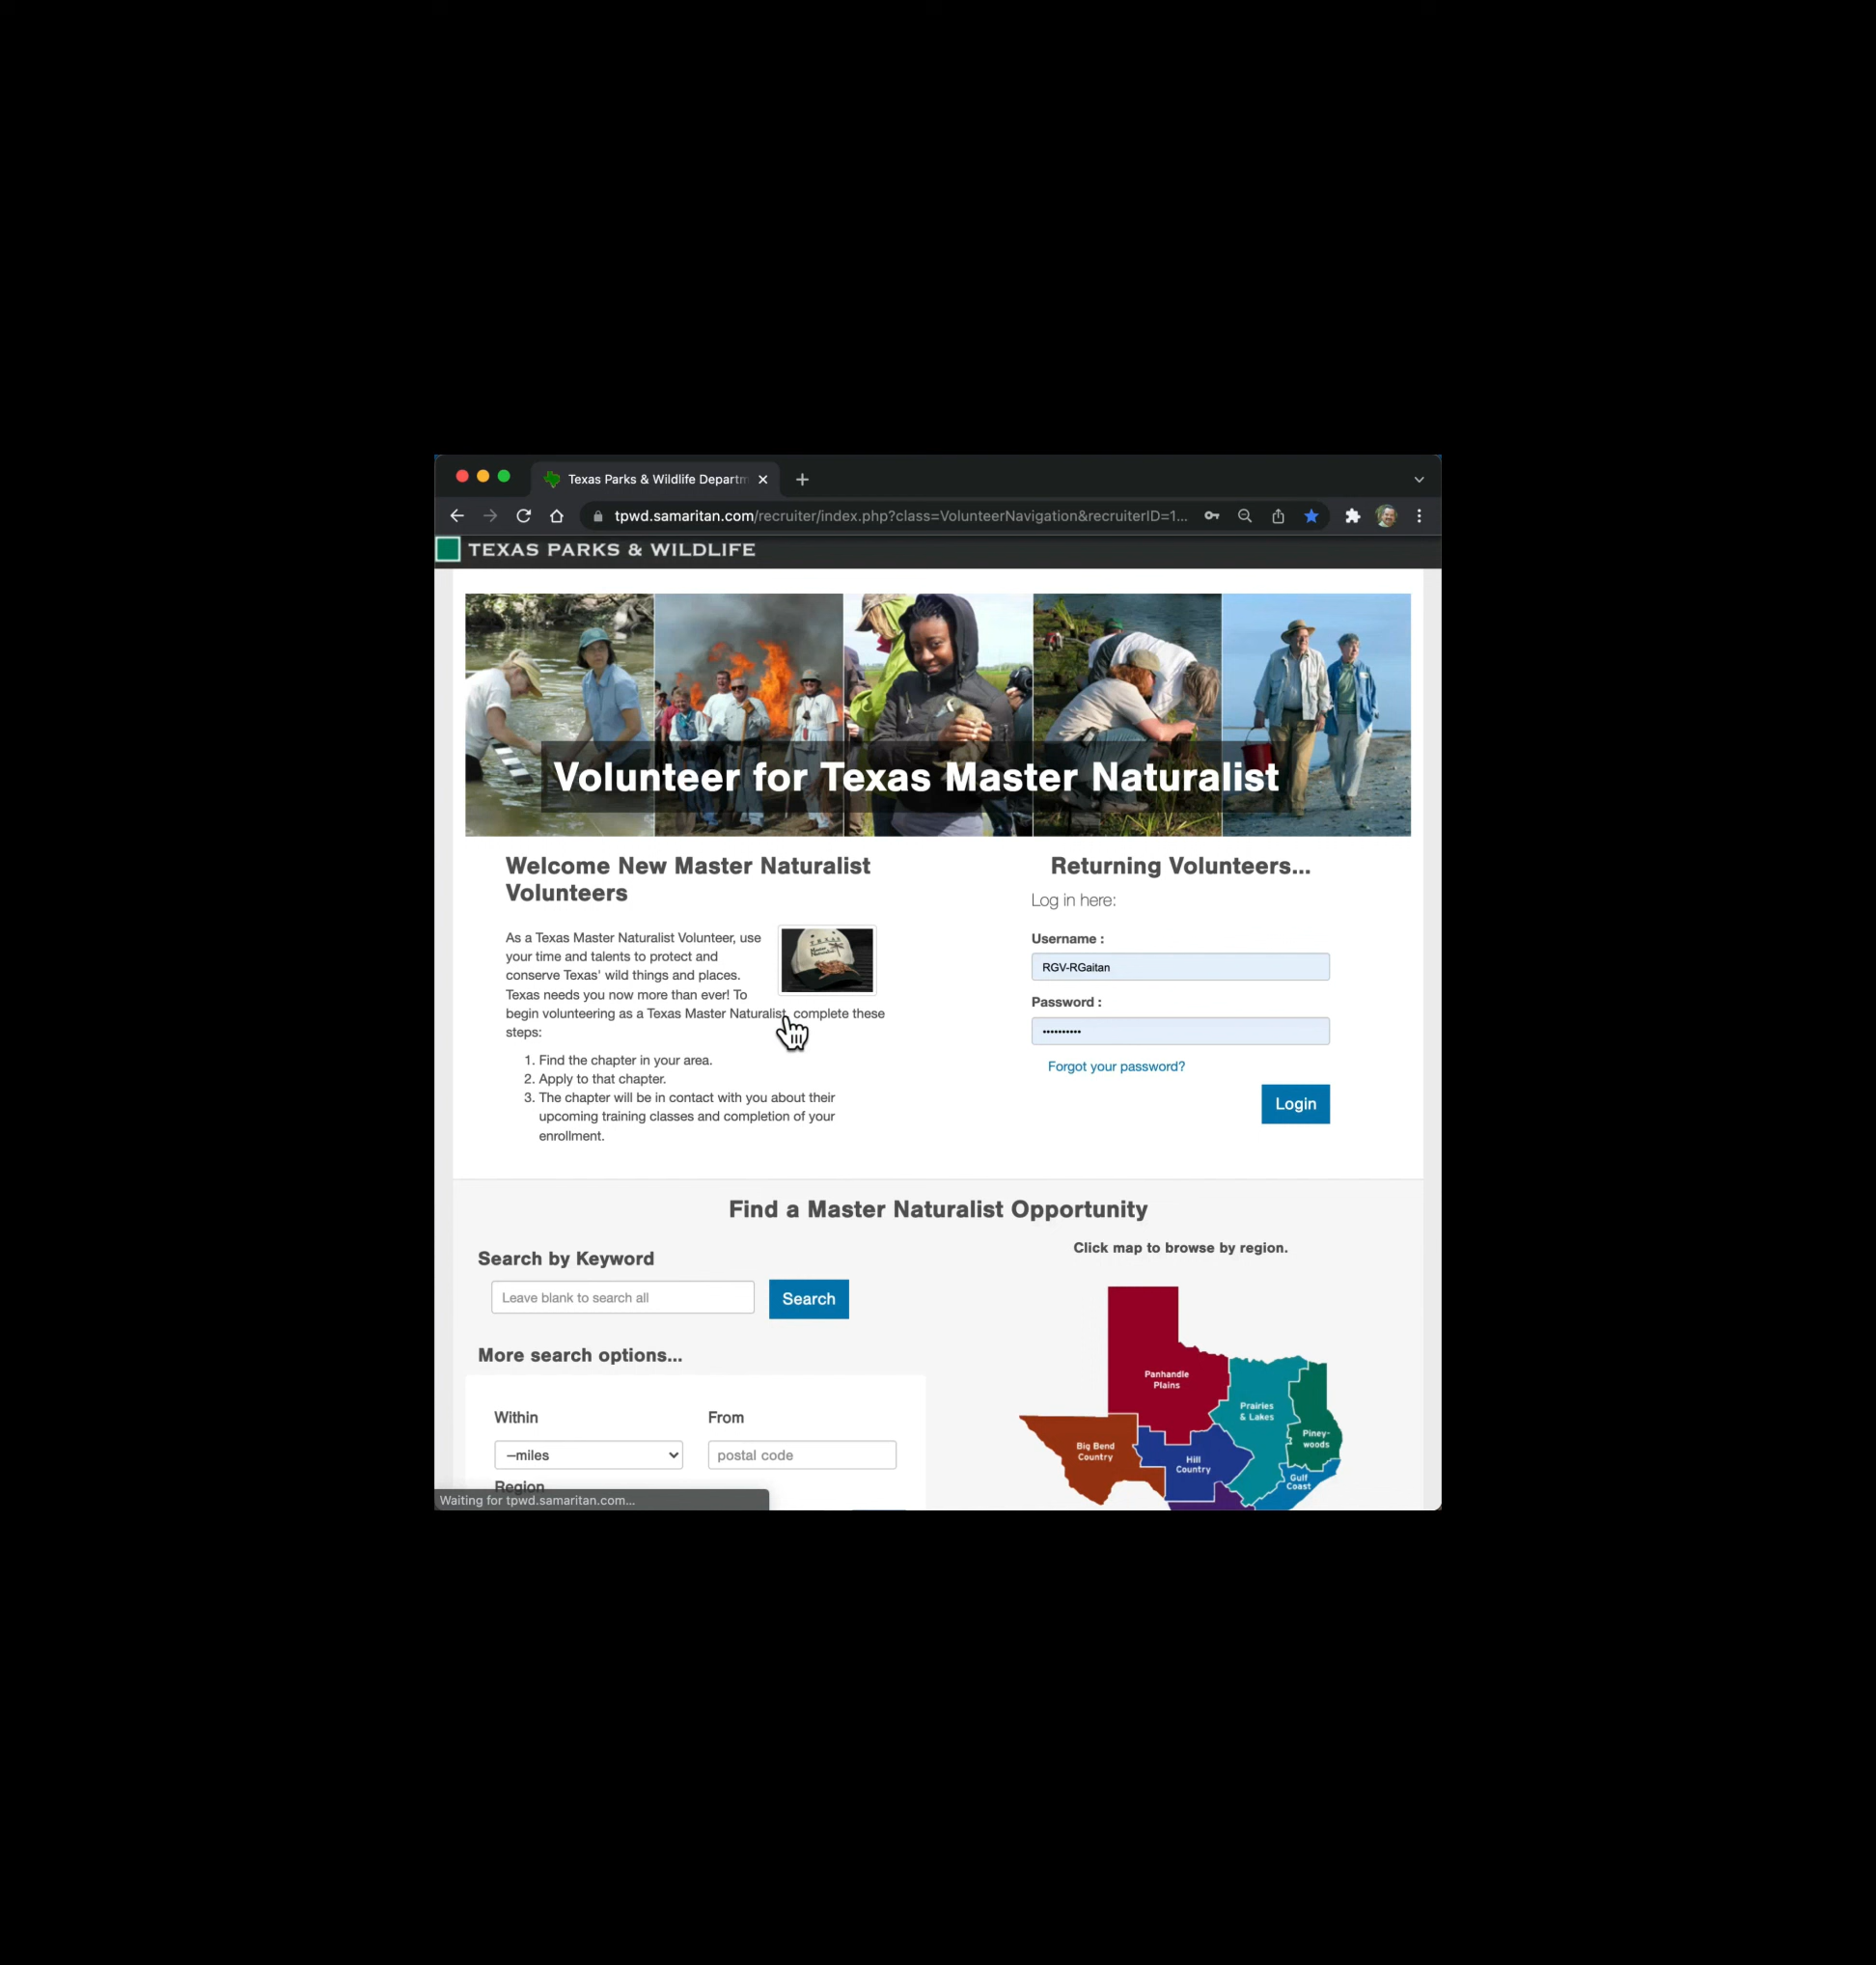 Texas Parks & Wildlife Departm
tpwd.samaritan.com/recruiter/index.php?class=VolunteerNavigation&recruiterID=1...
TEXAS PARKS & WILDLIFE
Volunteer for Texas Master Naturalist
Welcome New Master Naturalist
Volunteers
As a Texas Master Naturalist Volunteer, use
your time and talents to protect and
conserve Texas' wild things and places.
Texas needs you now more than ever! To
begin volunteering as a Texas Master Naturalist, complete these
steps:
1. Find the chapter in your area.
2. Apply to that chapter.
3. The chapter will be in contact with you about their
upcoming training classes and completion of your
enrollment.
Returning Volunteers...
Log in here:
Username :
RGV-RGaitan
Password :
••••••••••
Forgot your password?
Login
Find a Master Naturalist Opportunity
Search by Keyword
Leave blank to search all
Search
More search options...
Within
From
--miles
postal code
Region
Click map to browse by region.
Panhandle
Plains
Prairies
& Lakes
Piney-
woods
Big Bend
Country
Hill
Country
Gulf
Coast
Waiting for tpwd.samaritan.com...